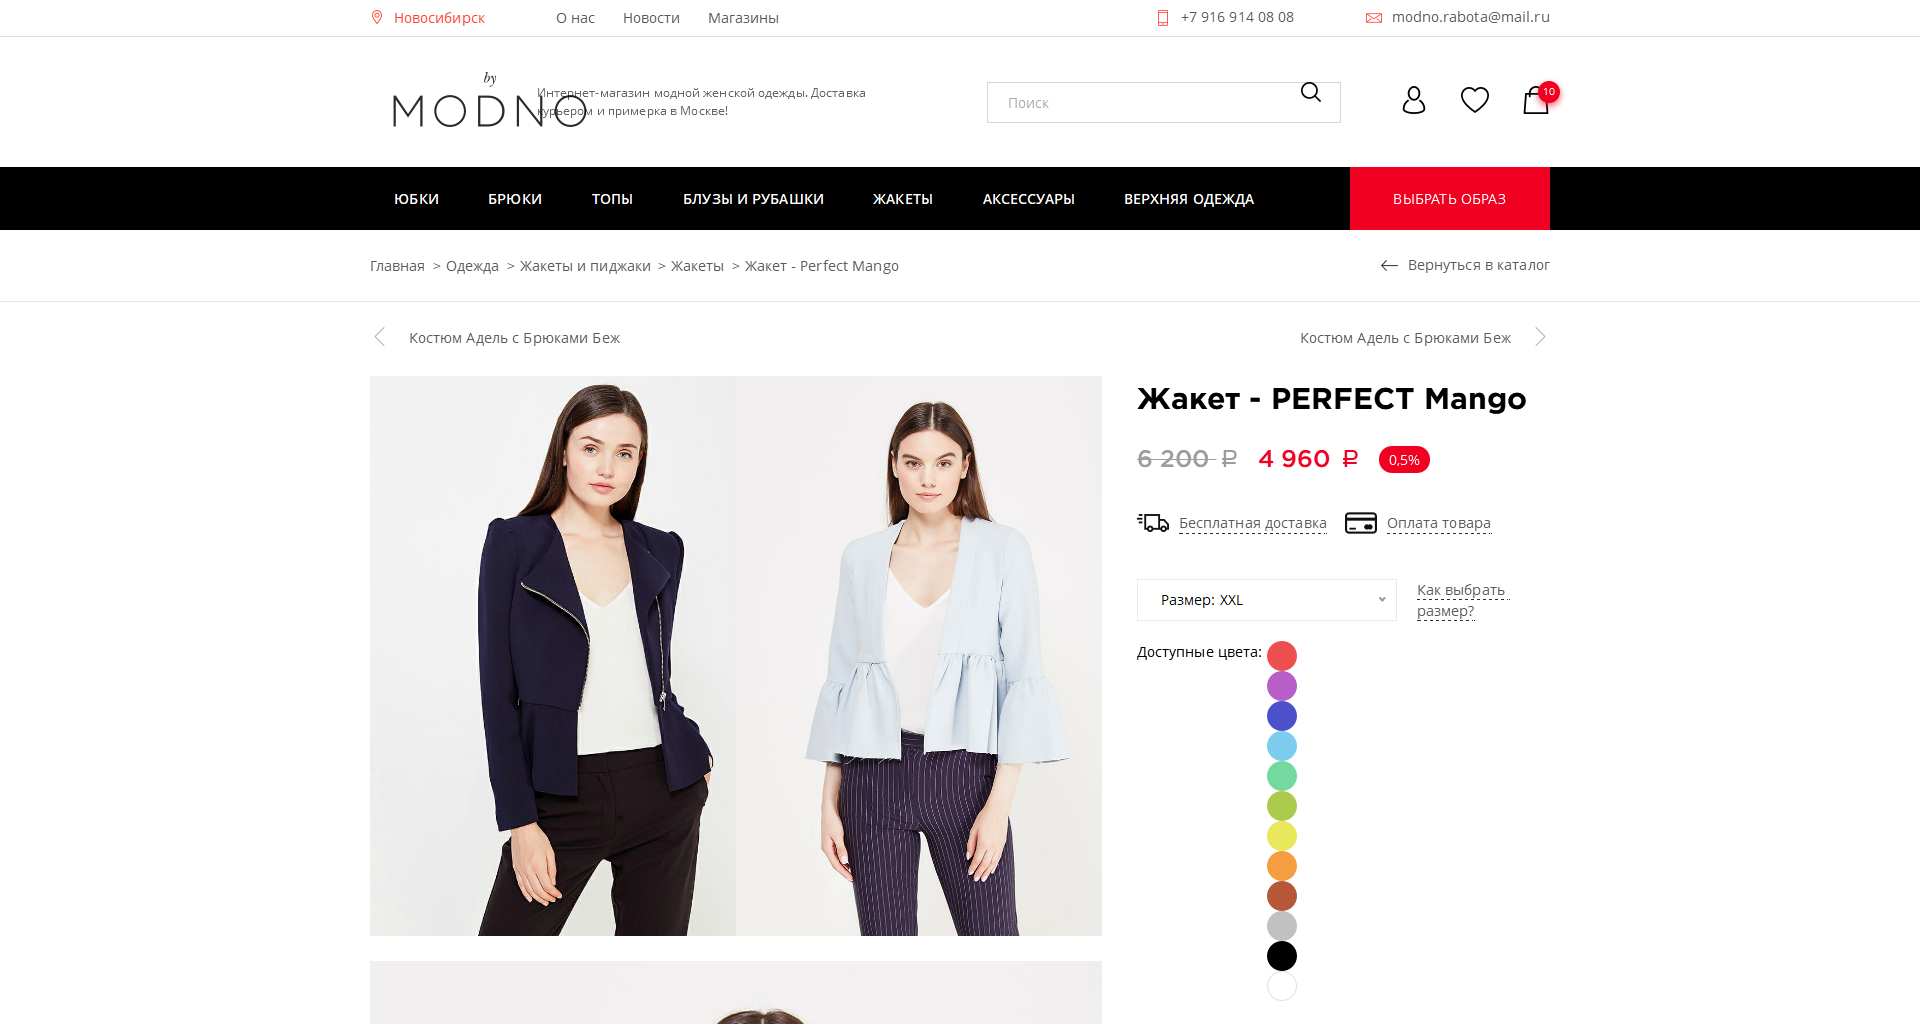 Новосибирск
О нас
Новости
Магазины
+7 916 914 08 08
modno.rabota@mail.ru
by
MODNO
Интернет-магазин модной женской одежды. Доставка
курьером и примерка в Москве!
Поиск
10
ЮБКИ
БРЮКИ
ТОПЫ
БЛУЗЫ И РУБАШКИ
ЖАКЕТЫ
АКСЕССУАРЫ
ВЕРХНЯЯ ОДЕЖДА
ВЫБРАТЬ ОБРАЗ
Главная > Одежда > Жакеты и пиджаки > Жакеты > Жакет - Perfect Mango
Вернуться в каталог
Костюм Адель с Брюками Беж
Костюм Адель с Брюками Беж
Жакет - PERFECT Mango
6 200 ₽ 4 960 ₽ 0,5%
Бесплатная доставка
Оплата товара
Размер: XXL
Как выбрать
размер?
Доступные цвета: